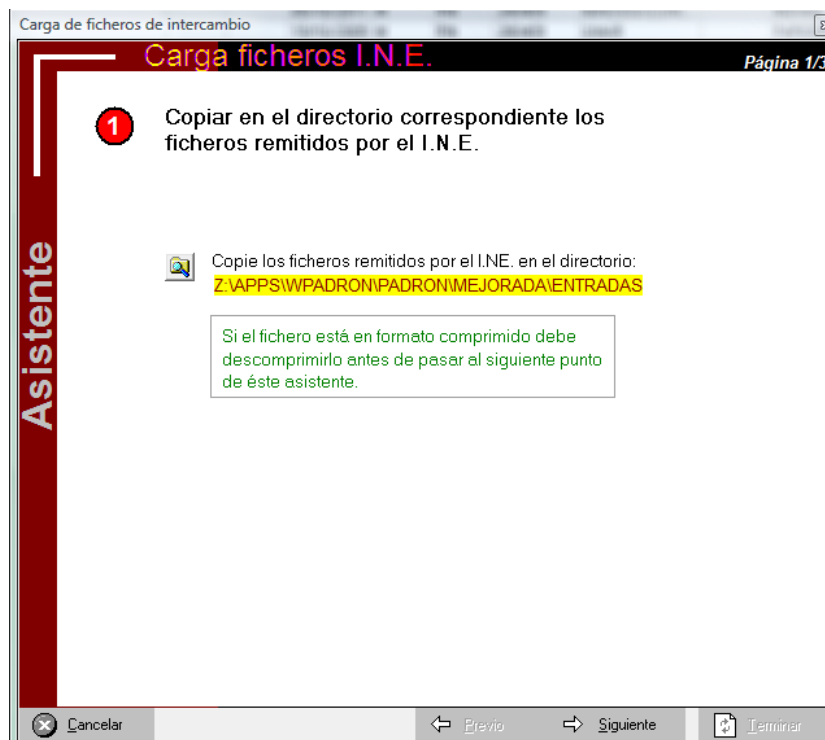 Carga de ficheros de intercambio
Carga ficheros I.N.E.
Página 1/3
1
Copiar en el directorio correspondiente los
ficheros remitidos por el I.N.E.
Asistente
Copie los ficheros remitidos por el I.NE. en el directorio:
Z:\APPS\WPADRON\PADRON\MEJORADA\ENTRADAS
Si el fichero está en formato comprimido debe
descomprimirlo antes de pasar al siguiente punto
de éste asistente.
Cancelar
Previo
Siguiente
Terminar